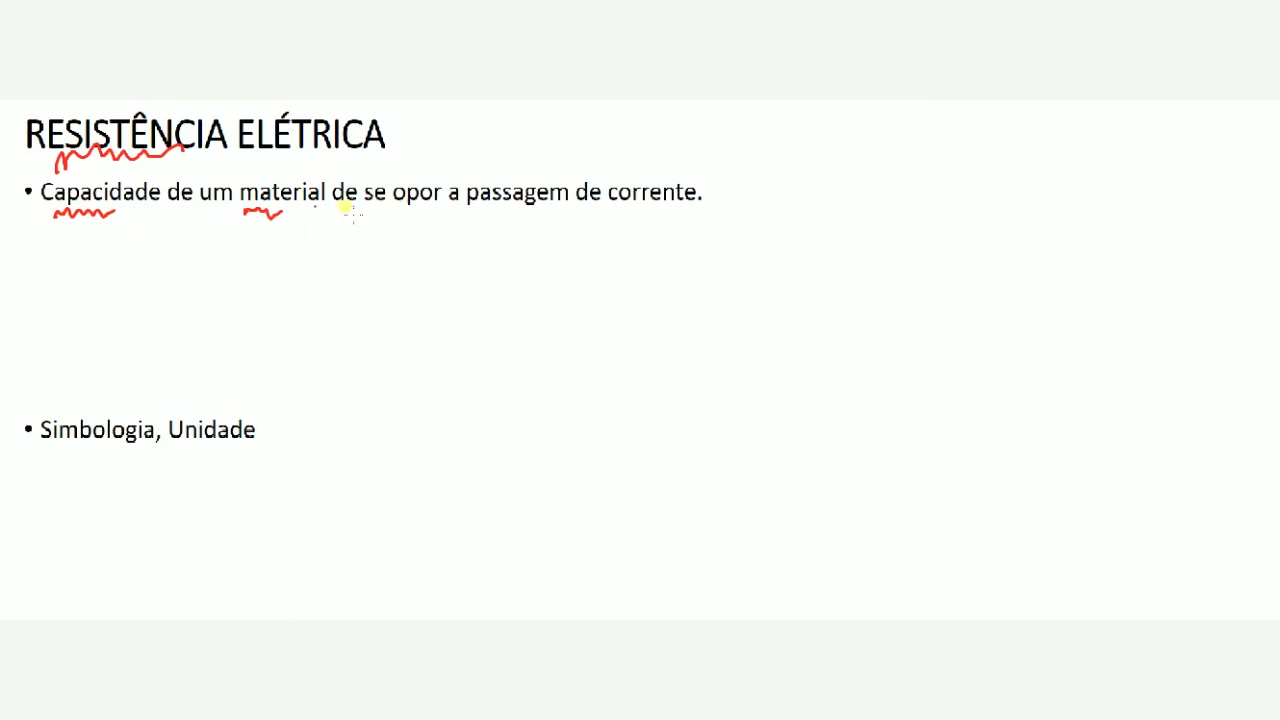 RESISTÊNCIA ELÉTRICA
• Capacidade de um material de se opor a passagem de corrente.
• Simbologia, Unidade